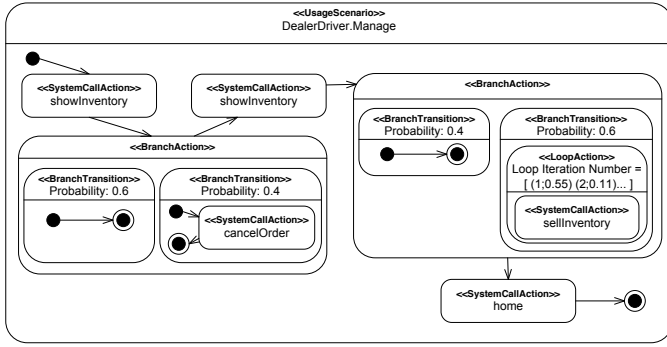 <<UsageScenario>>
DealerDriver.Manage
<<SystemCallAction>>
showInventory
<<SystemCallAction>>
showInventory
<<BranchAction>>
<<BranchTransition>>
Probability: 0.6
<<BranchTransition>>
Probability: 0.4
<<SystemCallAction>>
cancelOrder
<<BranchAction>>
<<BranchTransition>>
Probability: 0.4
<<BranchTransition>>
Probability: 0.6
<<LoopAction>>
Loop Iteration Number =
[ (1;0.55) (2;0.11)... ]
<<SystemCallAction>>
sellInventory
<<SystemCallAction>>
home